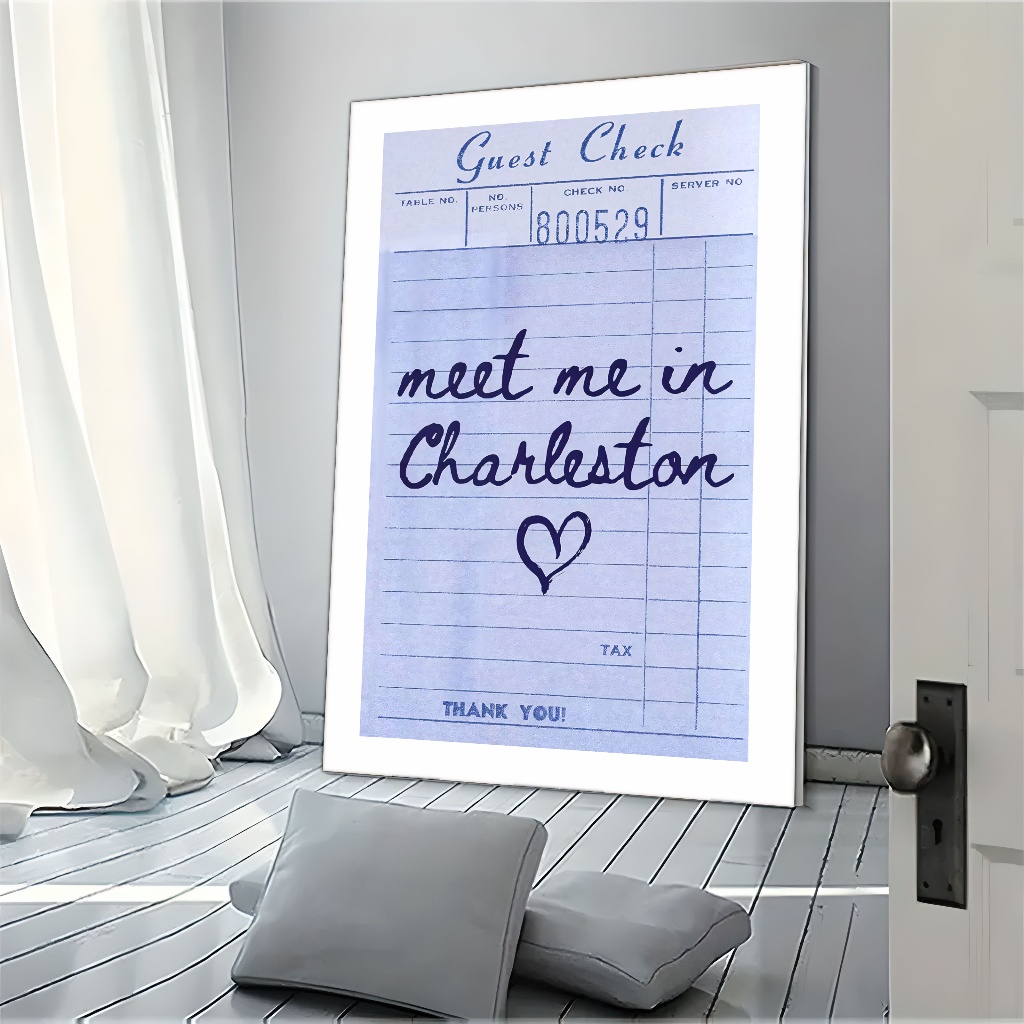 Guest Check
TABLE NO.
NO. PERSONS
CHECK NO
SERVER NO
800529
meet me in
Charleston
TAX
THANK YOU!